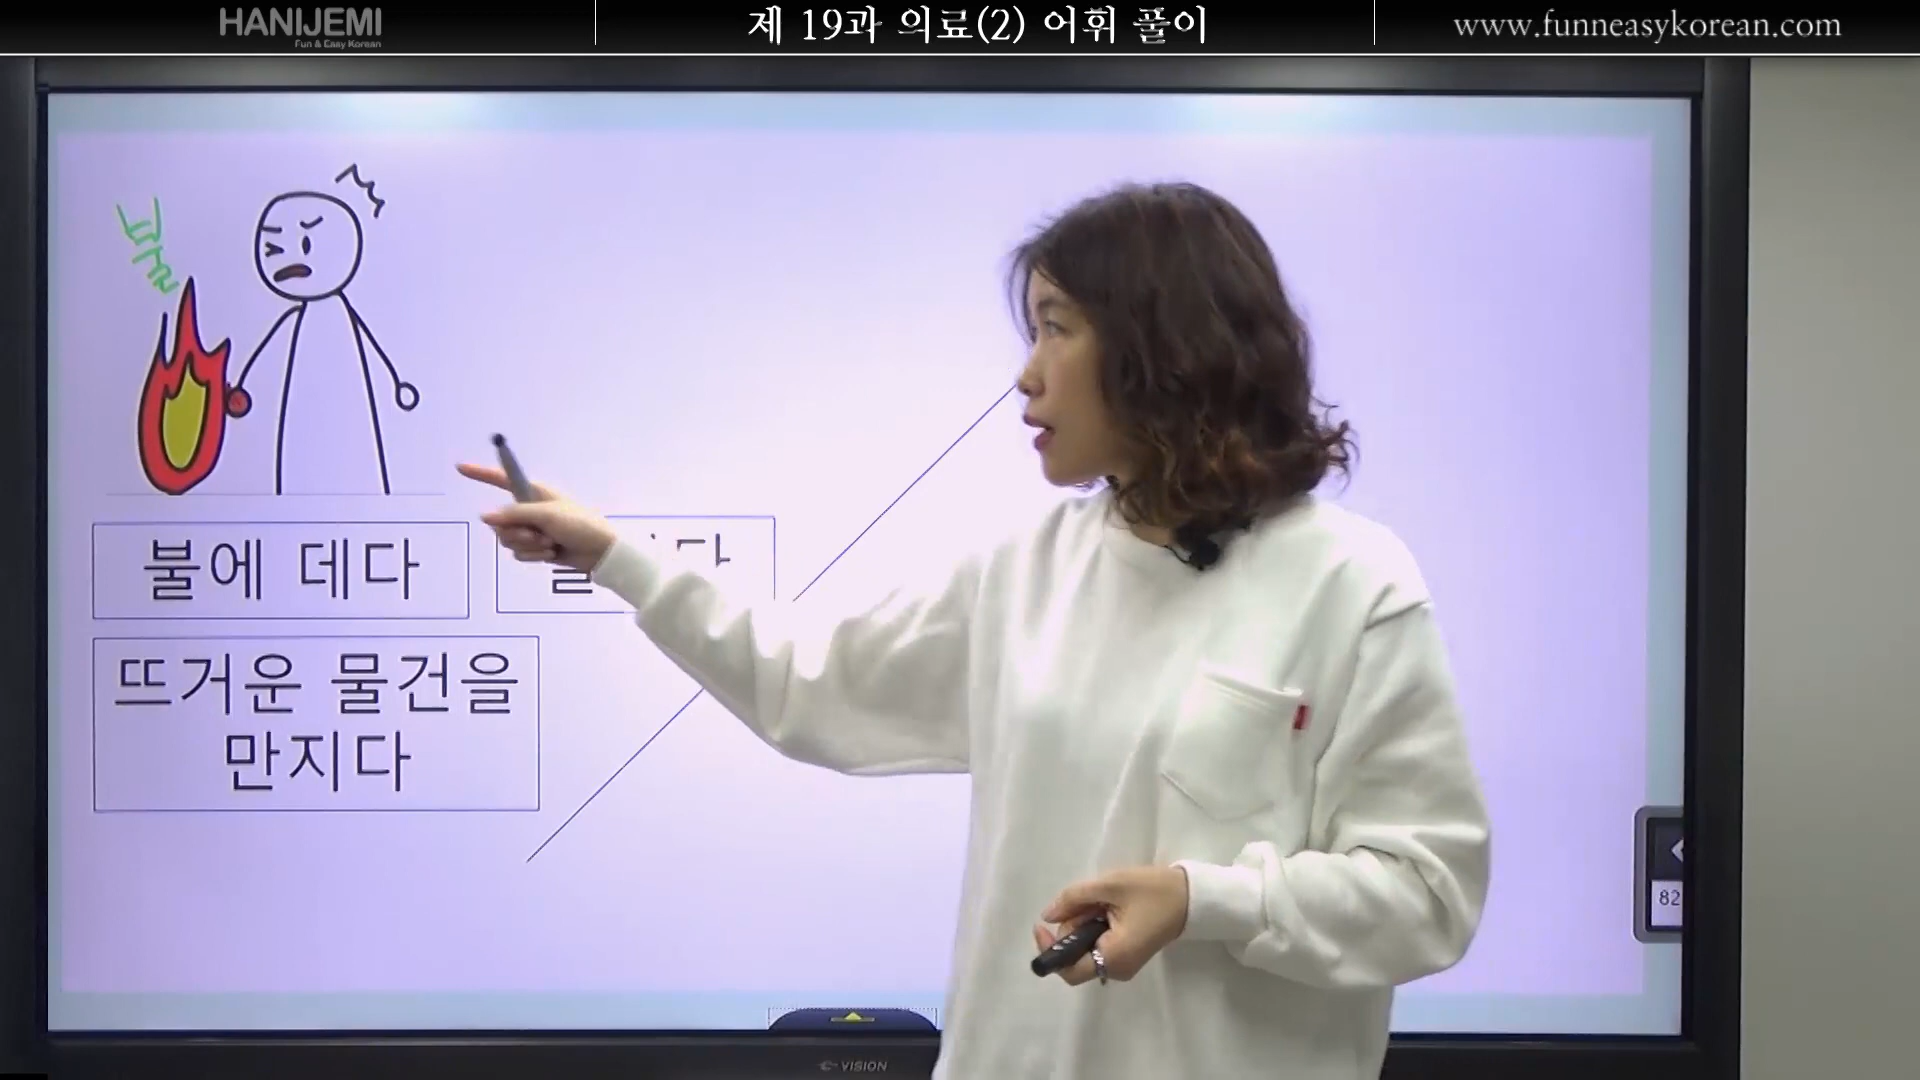 HANIJEMI
Fun & Easy Korean
제 19과 의료(2) 어휘 풀이
www.funneasykorean.com
불
불에 데다
뜨거운 물건을
만지다
82
VISION